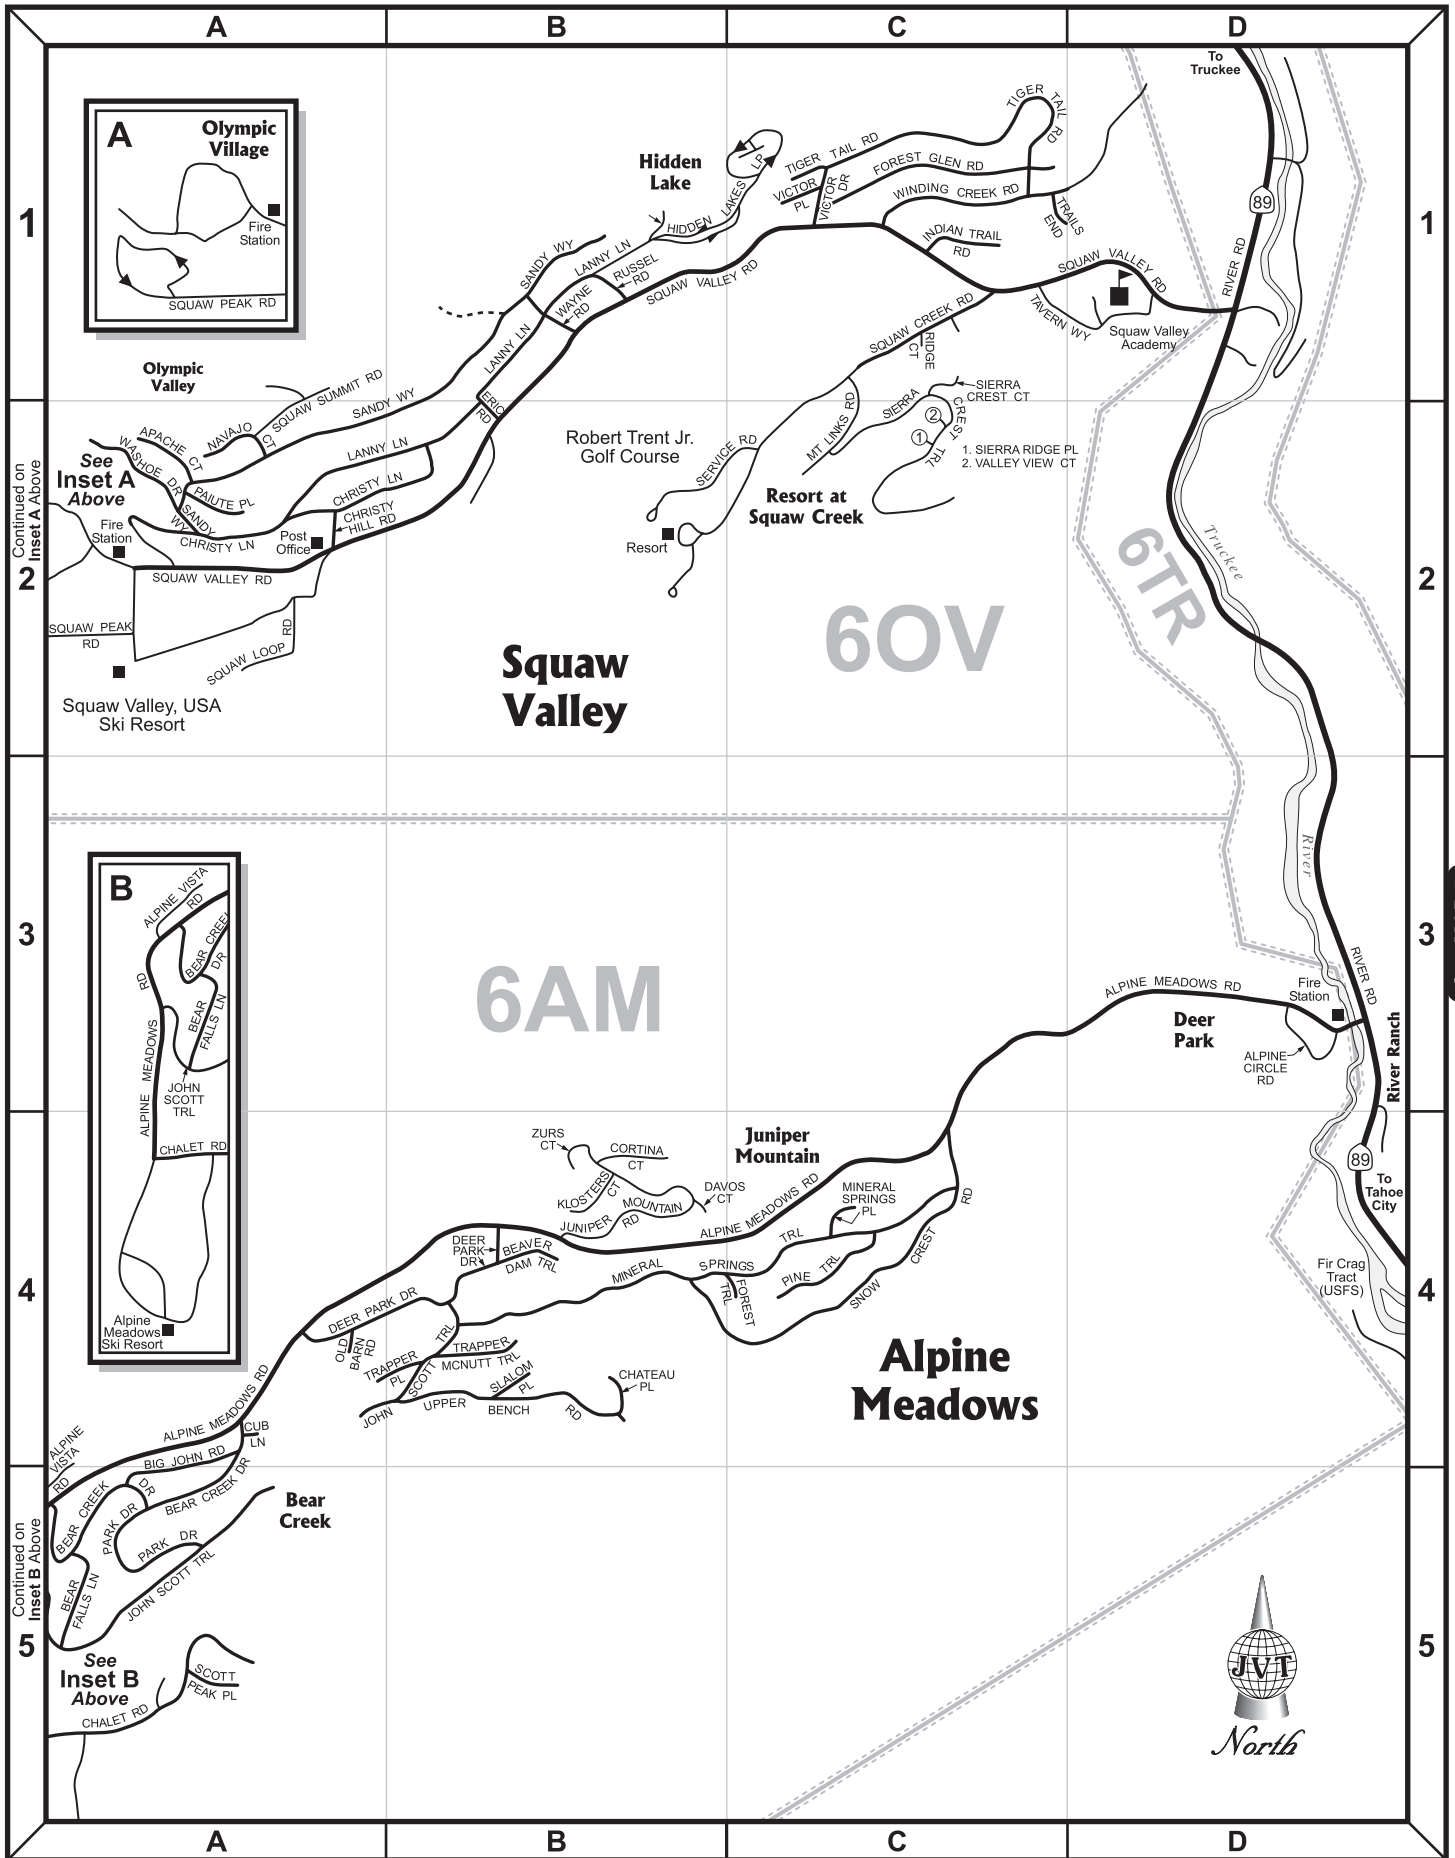 A
B
C
D
To
Truckee
A
Olympic
Village
Fire
Station
SQUAW PEAK RD
Hidden
Lake
HIDDEN LAKES LP
TIGER TAIL RD
TIGER TAIL RD
FOREST GLEN RD
VICTOR
PL
VICTOR
DR
WINDING CREEK RD
TRAILS
END
INDIAN TRAIL
RD
89
RIVER RD
1
1
SANDY WY
LANNY LN
RUSSEL
RD
WAYNE
RD
SQUAW VALLEY RD
SQUAW VALLEY RD
TAVERN WY
Squaw Valley
Academy
SQUAW CREEK RD
RIDGE
CT
LANNY LN
ERIC
RD
Olympic
Valley
SQUAW SUMMIT RD
SANDY WY
NAVAJO
CT
APACHE CT
WASHOE DR
PAIUTE PL
SANDY
WY
LANNY LN
CHRISTY LN
CHRISTY
HILL RD
CHRISTY LN
Post
Office
See
Inset A
Above
Fire
Station
Continued on
Inset A Above
SQUAW VALLEY RD
SQUAW PEAK
RD
SQUAW LOOP RD
Squaw Valley, USA
Ski Resort
Robert Trent Jr.
Golf Course
SERVICE RD
MT LINKS RD
SIERRA CREST TRL
SIERRA
CREST CT
1
2
1. SIERRA RIDGE PL
2. VALLEY VIEW CT
Resort at
Squaw Creek
Resort
2
2
Squaw
Valley
6OV
6TR
Truckee
River
B
ALPINE VISTA
RD
BEAR CREEK
DR
BEAR
FALLS LN
ALPINE MEADOWS RD
JOHN
SCOTT
TRL
CHALET RD
Alpine
Meadows
Ski Resort
3
3
6AM
ALPINE MEADOWS RD
Fire
Station
Deer
Park
ALPINE
CIRCLE
RD
RIVER RD
River Ranch
89
To
Tahoe
City
Fir Crag
Tract
(USFS)
ZURS
CT
CORTINA
CT
KLOSTERS
CT
JUNIPER MOUNTAIN
RD
DAVOS
CT
Juniper
Mountain
ALPINE MEADOWS RD
MINERAL
SPRINGS
PL
MINERAL SPRINGS TRL
PINE TRL
FOREST
TRL
SNOW CREST RD
DEER
PARK
DR
BEAVER
DAM TRL
DEER PARK DR
OLD
BARN
RD
TRAPPER
PL
TRAPPER
MCNUTT TRL
JOHN SCOTT TRL
SLALOM
PL
UPPER BENCH RD
CHATEAU
PL
4
4
Alpine
Meadows
ALPINE MEADOWS RD
CUB
LN
ALPINE
VISTA
RD
BIG JOHN RD
BEAR CREEK DR
BEAR CREEK DR
PARK DR
PARK DR
JOHN SCOTT TRL
BEAR
FALLS LN
Bear
Creek
Continued on
Inset B Above
See
Inset B
Above
SCOTT
PEAK PL
CHALET RD
5
5
JVT
North
A
B
C
D